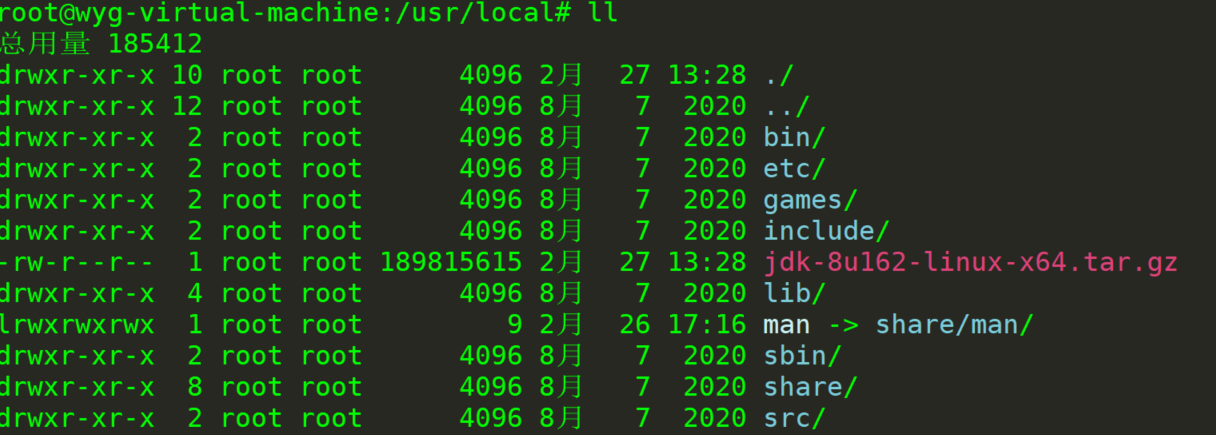 root@wyg-virtual-machine:/usr/local# ll
总用量 185412
drwxr-xr-x 10 root root      4096 2月  27 13:28 ./
drwxr-xr-x 12 root root      4096 8月   7  2020 ../
drwxr-xr-x  2 root root      4096 8月   7  2020 bin/
drwxr-xr-x  2 root root      4096 8月   7  2020 etc/
drwxr-xr-x  2 root root      4096 8月   7  2020 games/
drwxr-xr-x  2 root root      4096 8月   7  2020 include/
-rw-r--r--  1 root root 189815615 2月  27 13:28 jdk-8u162-linux-x64.tar.gz
drwxr-xr-x  4 root root      4096 8月   7  2020 lib/
lrwxrwxrwx  1 root root         9 2月  26 17:16 man -> share/man/
drwxr-xr-x  2 root root      4096 8月   7  2020 sbin/
drwxr-xr-x  8 root root      4096 8月   7  2020 share/
drwxr-xr-x  2 root root      4096 8月   7  2020 src/